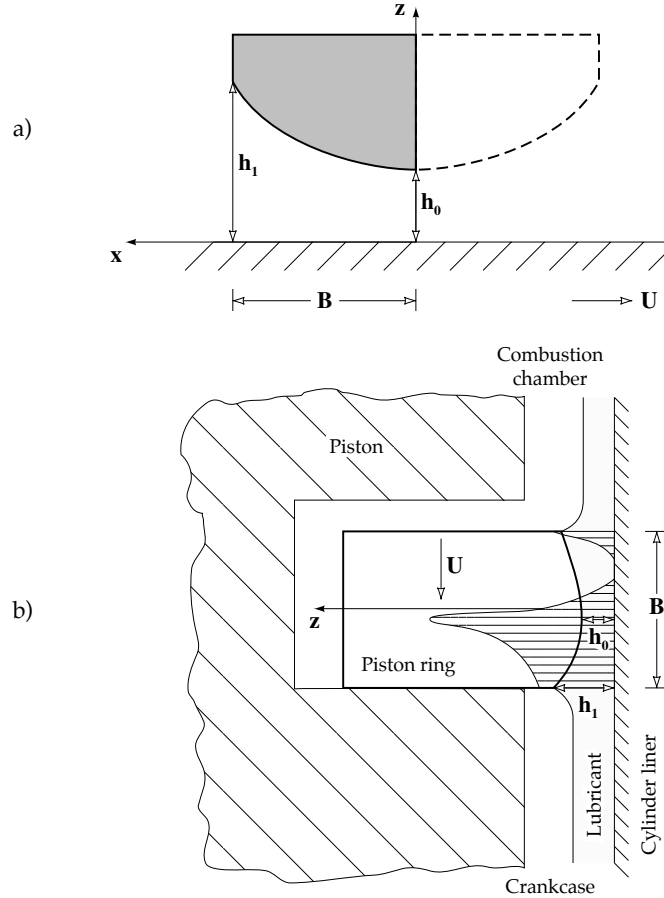 z
a)
h₁
h₀
x
B
U
Combustion
chamber
Piston
U
B
b)
z
h₀
Piston ring
h₁
Lubricant
Cylinder liner
Crankcase